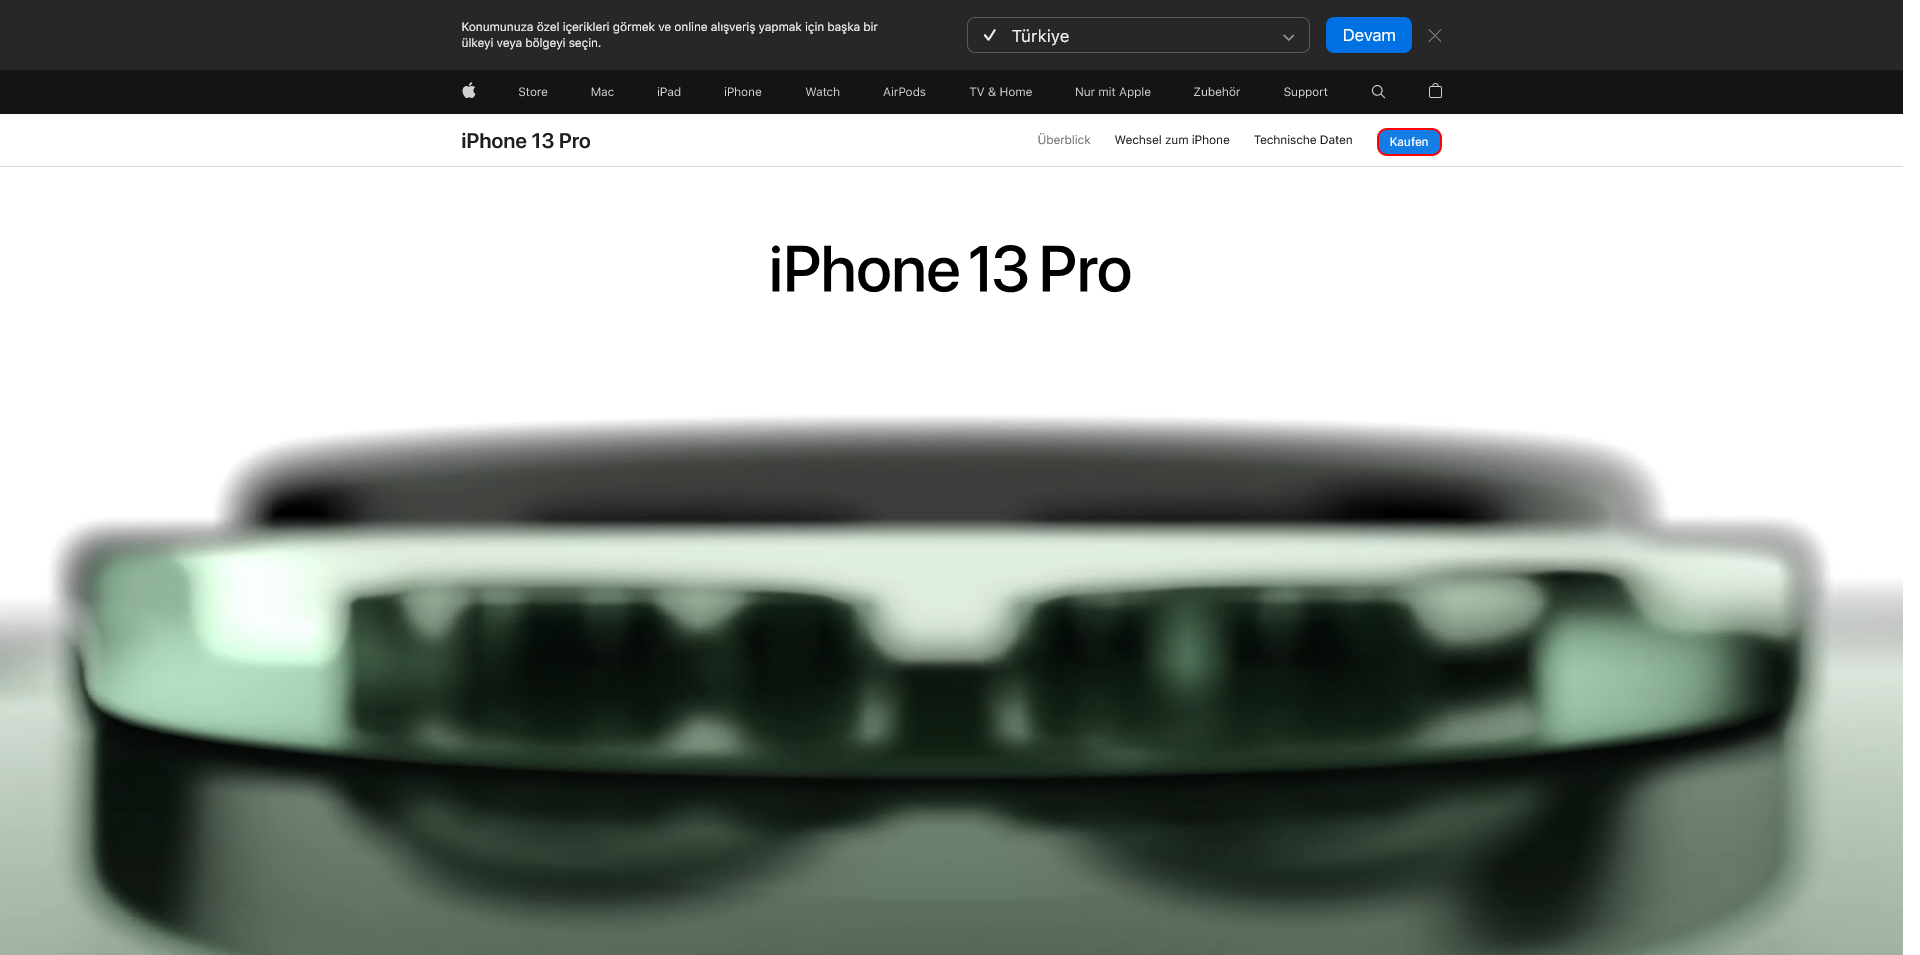 Konumunuza özel içerikleri görmek ve online alışveriş yapmak için başka bir
ülkeyi veya bölgeyi seçin.
Türkiye
Devam
Store Mac iPad iPhone Watch AirPods TV & Home Nur mit Apple Zubehör Support
iPhone 13 Pro
Überblick Wechsel zum iPhone Technische Daten Kaufen
iPhone 13 Pro